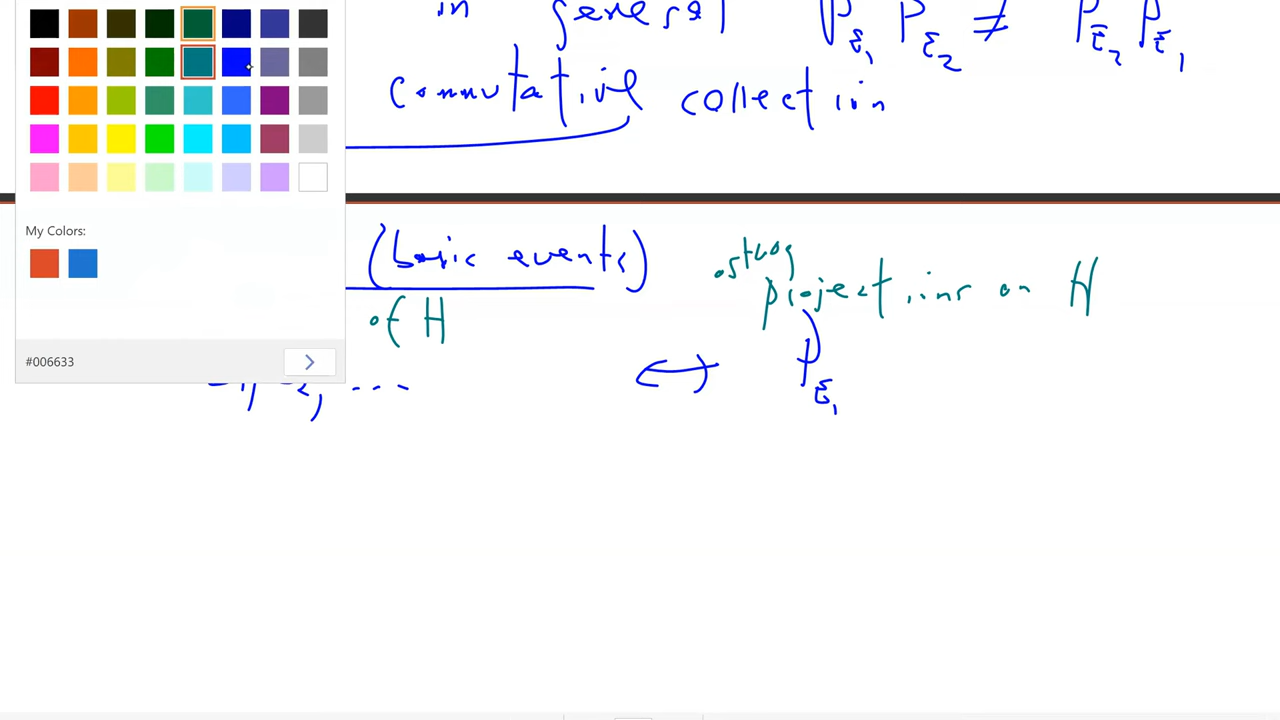 in general P_E₁ P_E₂ ≠ P_E₂ P_E₁
commutative collection
My Colors:
(basic events)
orthog
projections on H
of H
#006633
, ... ↔ P_E₁